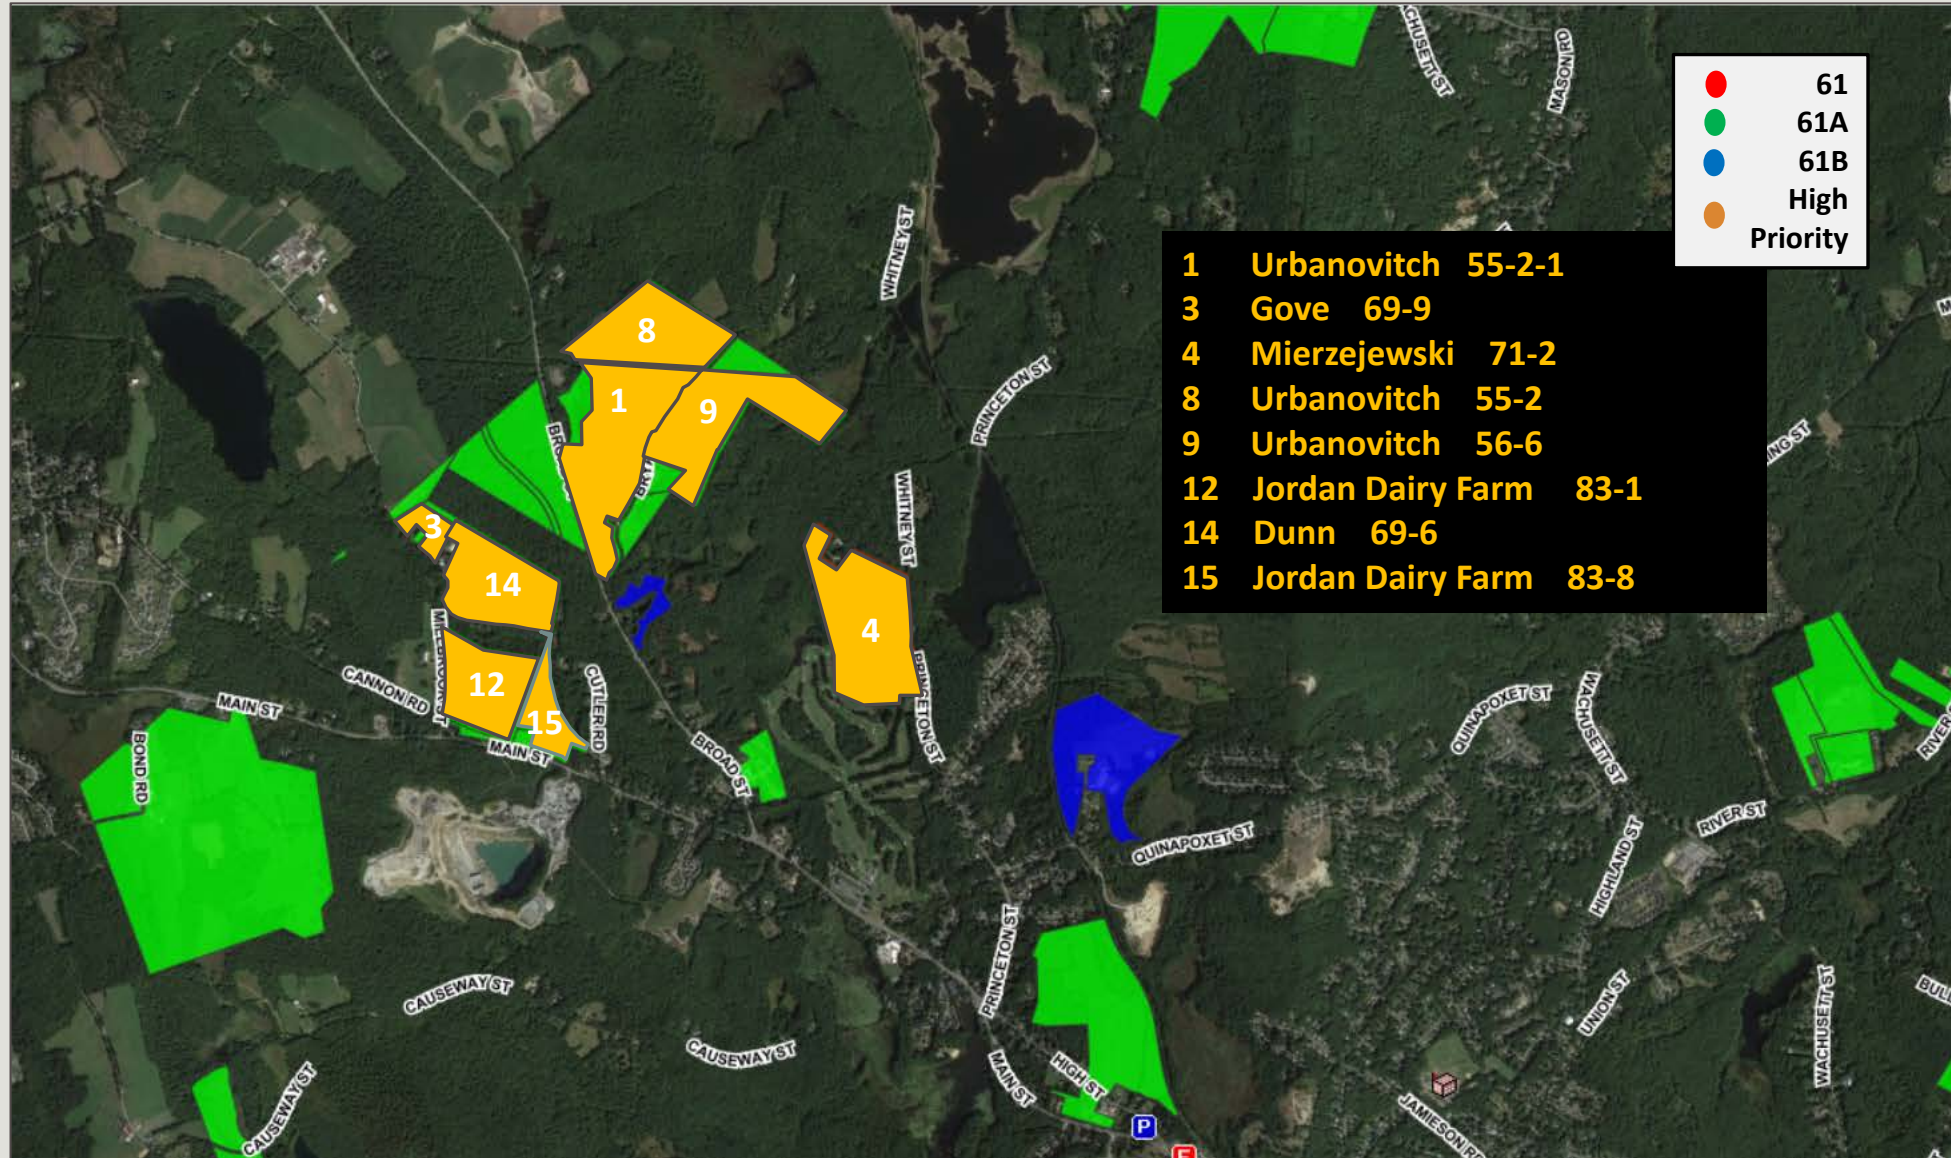 61
61A
61B
High
Priority
1 Urbanovitch 55-2-1
3 Gove 69-9
4 Mierzejewski 71-2
8 Urbanovitch 55-2
9 Urbanovitch 56-6
12 Jordan Dairy Farm 83-1
14 Dunn 69-6
15 Jordan Dairy Farm 83-8
MASON RD
WHITNEY ST
PRINCETON ST
8
1
9
3
14
WHITNEY ST
4
12
15
CANNON RD
MAIN ST
CUTLER RD
MAIN ST
BOND RD
BROAD ST
PRINCETON ST
QUINAPOXET ST
WACHUSETT ST
RIVER ST
QUINAPOXET ST
HIGHLAND ST
PRINCETON ST
CAUSEWAY ST
UNION ST
WACHUSETT ST
CAUSEWAY ST
MAIN ST
HIGH ST
CAUSEWAY ST
JAMIESON RD
P